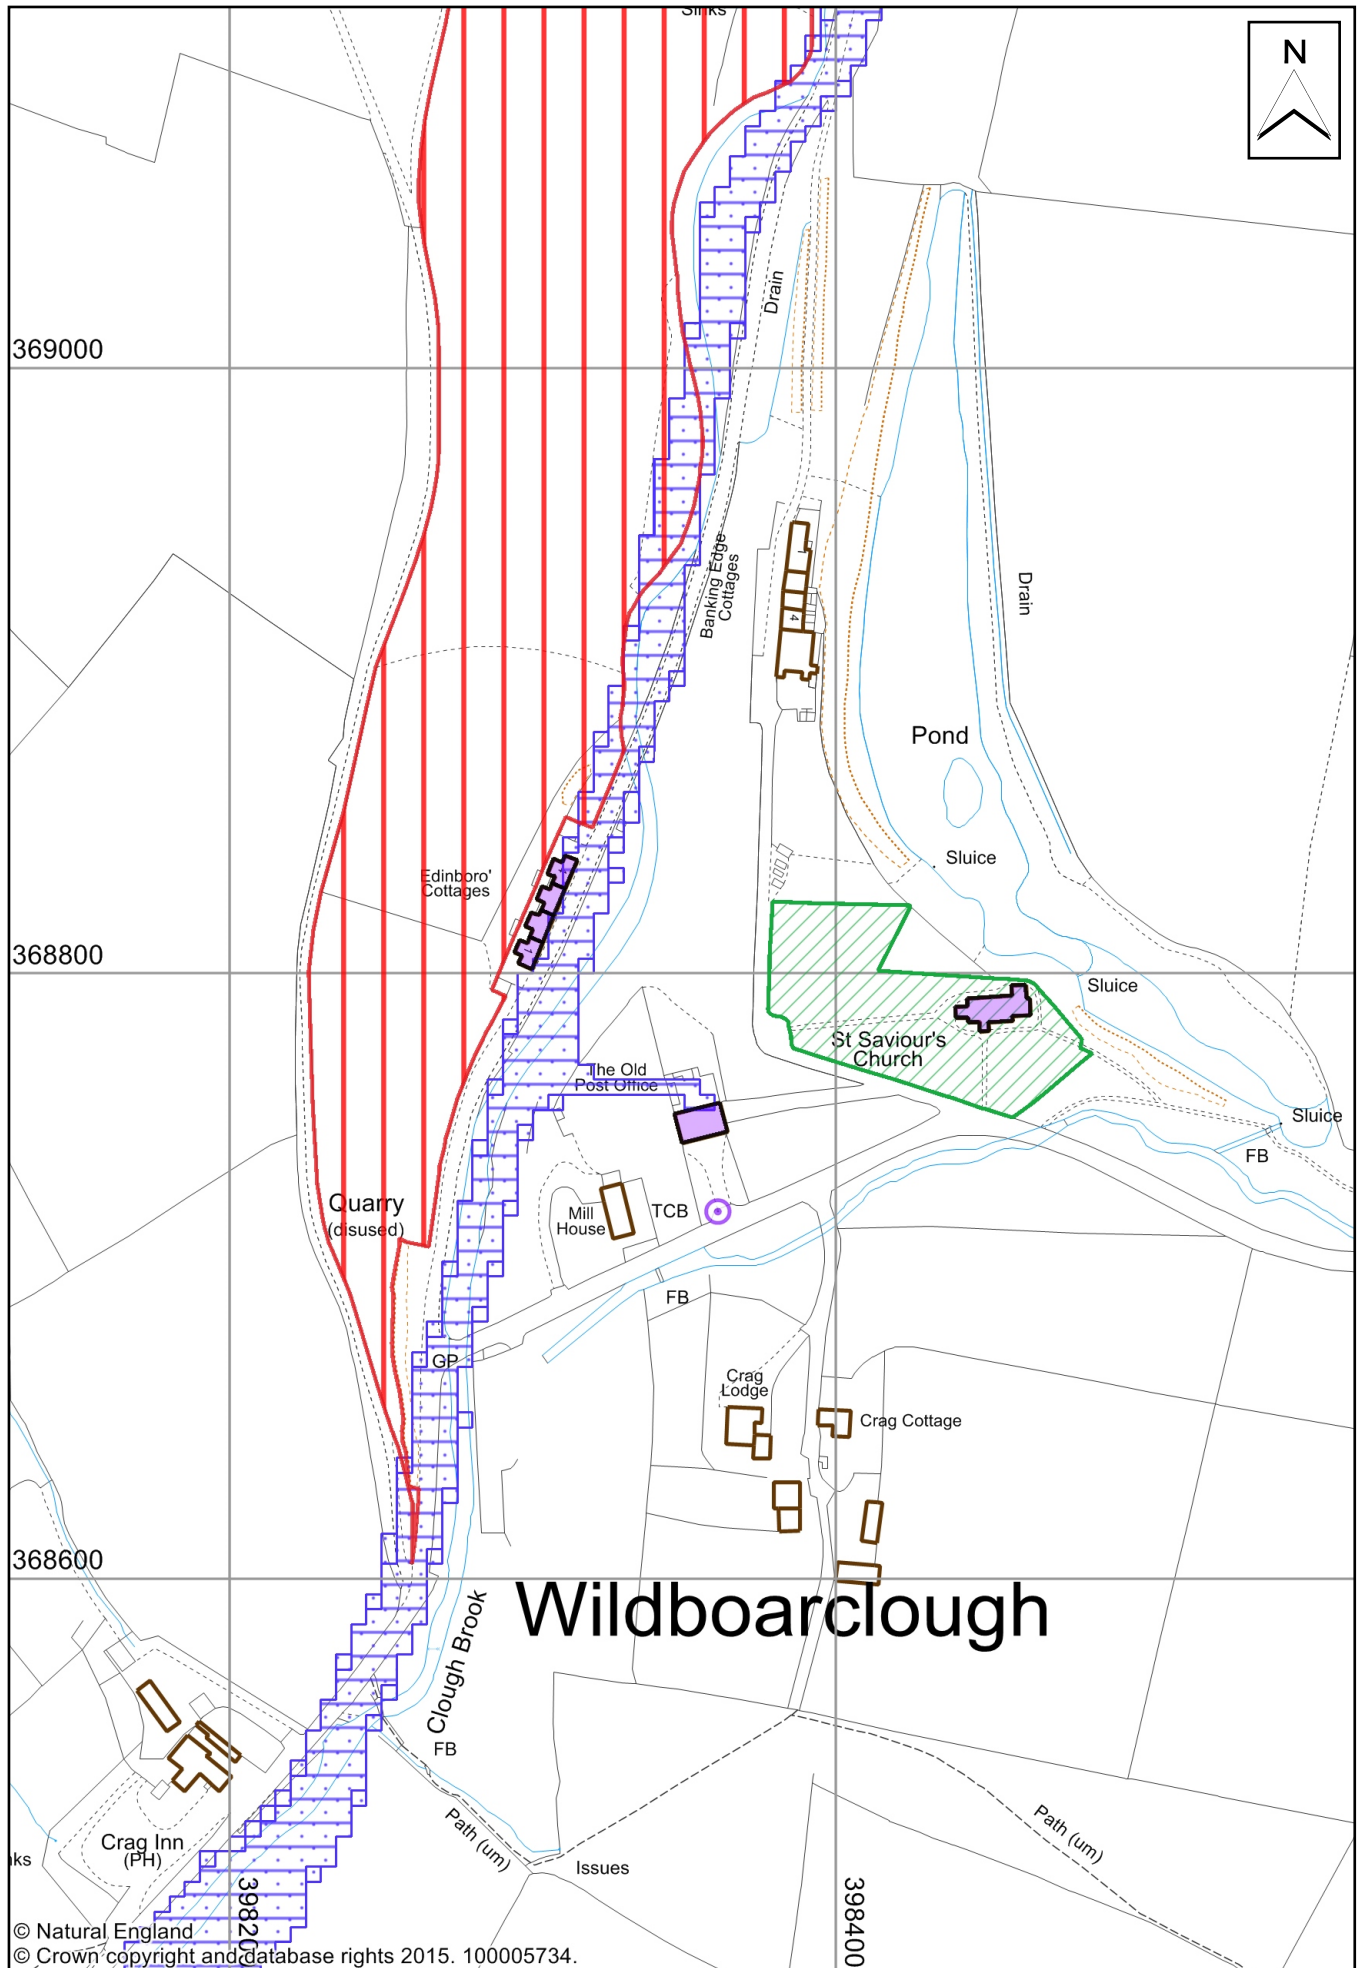 Sinks
N
Drain
369000
Banking Edge
Cottages
4
Drain
Pond
Sluice
Edinboro'
Cottages
1
368800
Sluice
St Saviour's
Church
The Old
Post Office
Sluice
FB
Quarry
(disused)
Mill
House
TCB
FB
GP
Crag
Lodge
Crag Cottage
368600
Wildboarclough
Clough Brook
FB
Path (um)
Path (um)
Crag Inn
(PH)
nks
Issues
398200
398400
© Natural England
© Crown copyright and database rights 2015. 100005734.